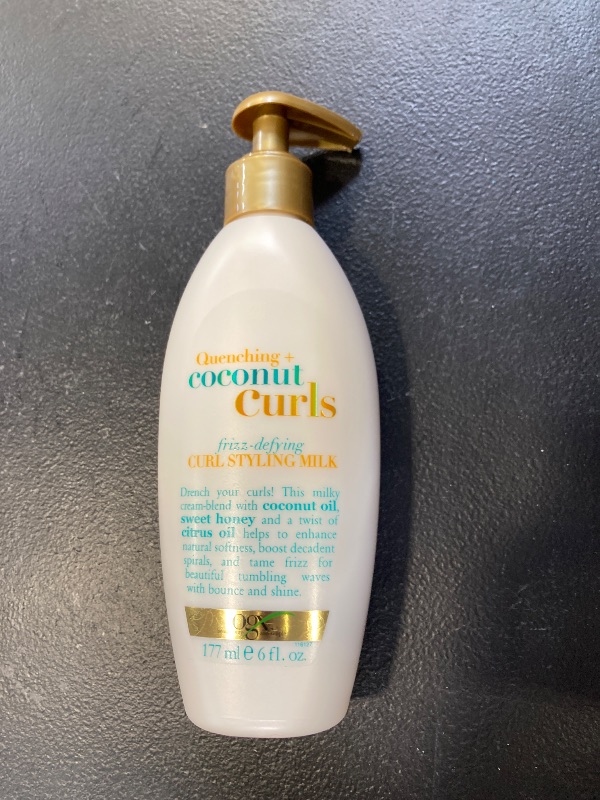 Quenching +
coconut
Curls
frizz-defying
CURL STYLING MILK
Drench your curls! This milky
cream-blend with coconut oil,
sweet honey and a twist of
citrus oil helps to enhance
natural softness, boost decadent
spirals, and tame frizz for
beautiful tumbling waves
with bounce and shine.
ogx
177 ml e 6 fl. oz.